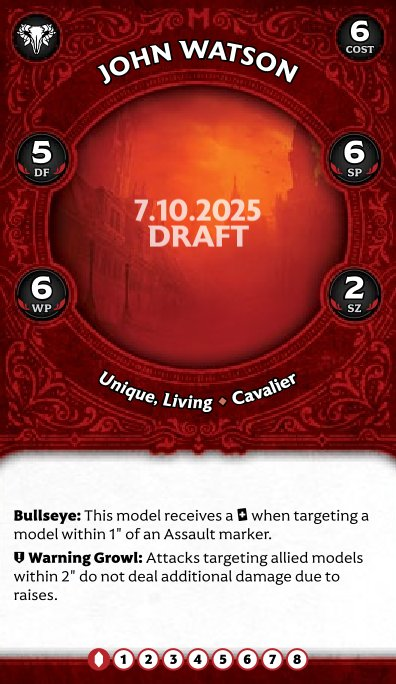 6
COST
JOHN WATSON
5
DF
6
SP
7.10.2025
DRAFT
6
WP
2
SZ
Unique, Living • Cavalier
Bullseye: This model receives a when targeting a
model within 1" of an Assault marker.
Warning Growl: Attacks targeting allied models
within 2" do not deal additional damage due to
raises.
1 2 3 4 5 6 7 8